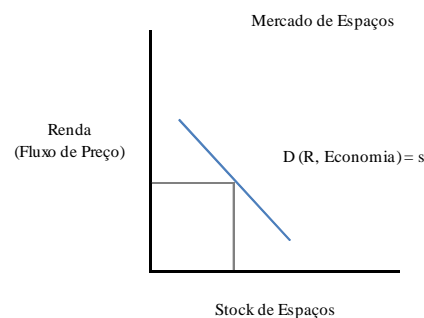 Mercado de Espaços
Renda
(Fluxo de Preço)
D (R, Economia) = s
Stock de Espaços